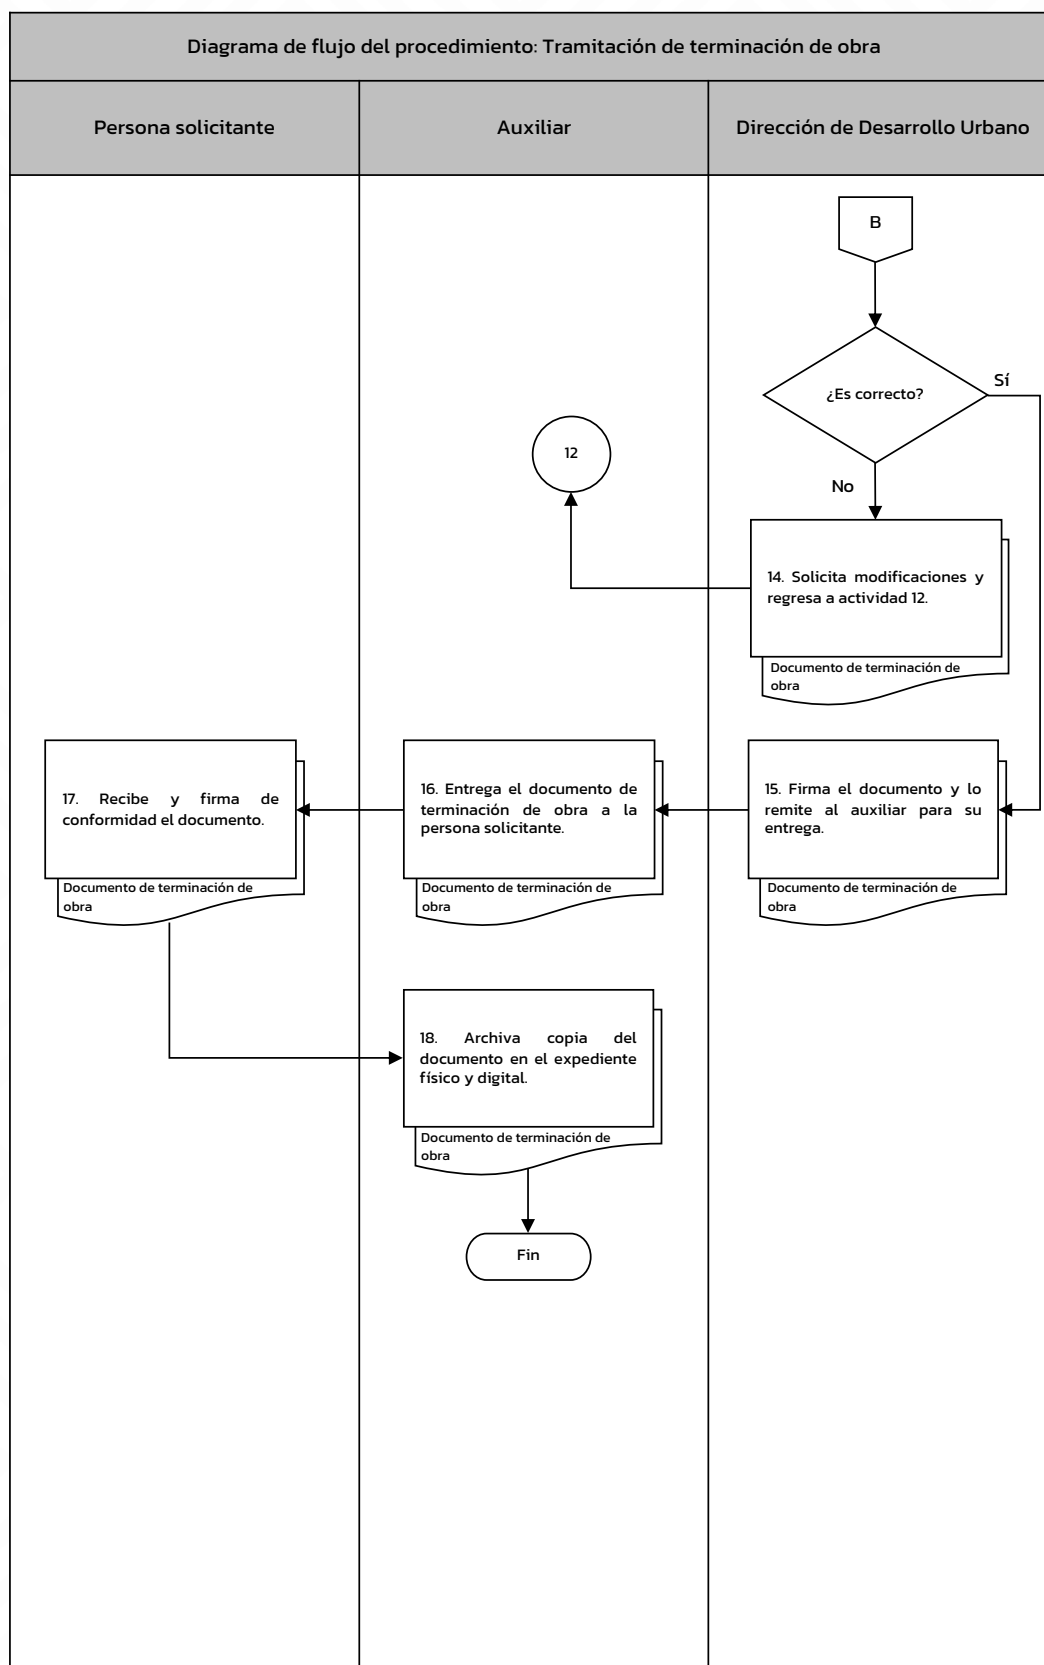 Diagrama de flujo del procedimiento: Tramitación de terminación de obra
Persona solicitante
Auxiliar
Dirección de Desarrollo Urbano
B
¿Es correcto?
Sí
No
12
14. Solicita modificaciones y
regresa a actividad 12.
Documento de terminación de
obra
15. Firma el documento y lo
remite al auxiliar para su
entrega.
Documento de terminación de
obra
16. Entrega el documento de
terminación de obra a la
persona solicitante.
Documento de terminación de
obra
17. Recibe y firma de
conformidad el documento.
Documento de terminación de
obra
18. Archiva copia del
documento en el expediente
físico y digital.
Documento de terminación de
obra
Fin